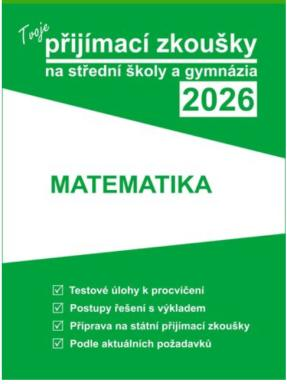 Tvoje
přijímací zkoušky
na střední školy a gymnázia
2026
MATEMATIKA
☑ Testové úlohy k procvičení
☑ Postupy řešení s výkladem
☑ Příprava na státní přijímací zkoušky
☑ Podle aktuálních požadavků